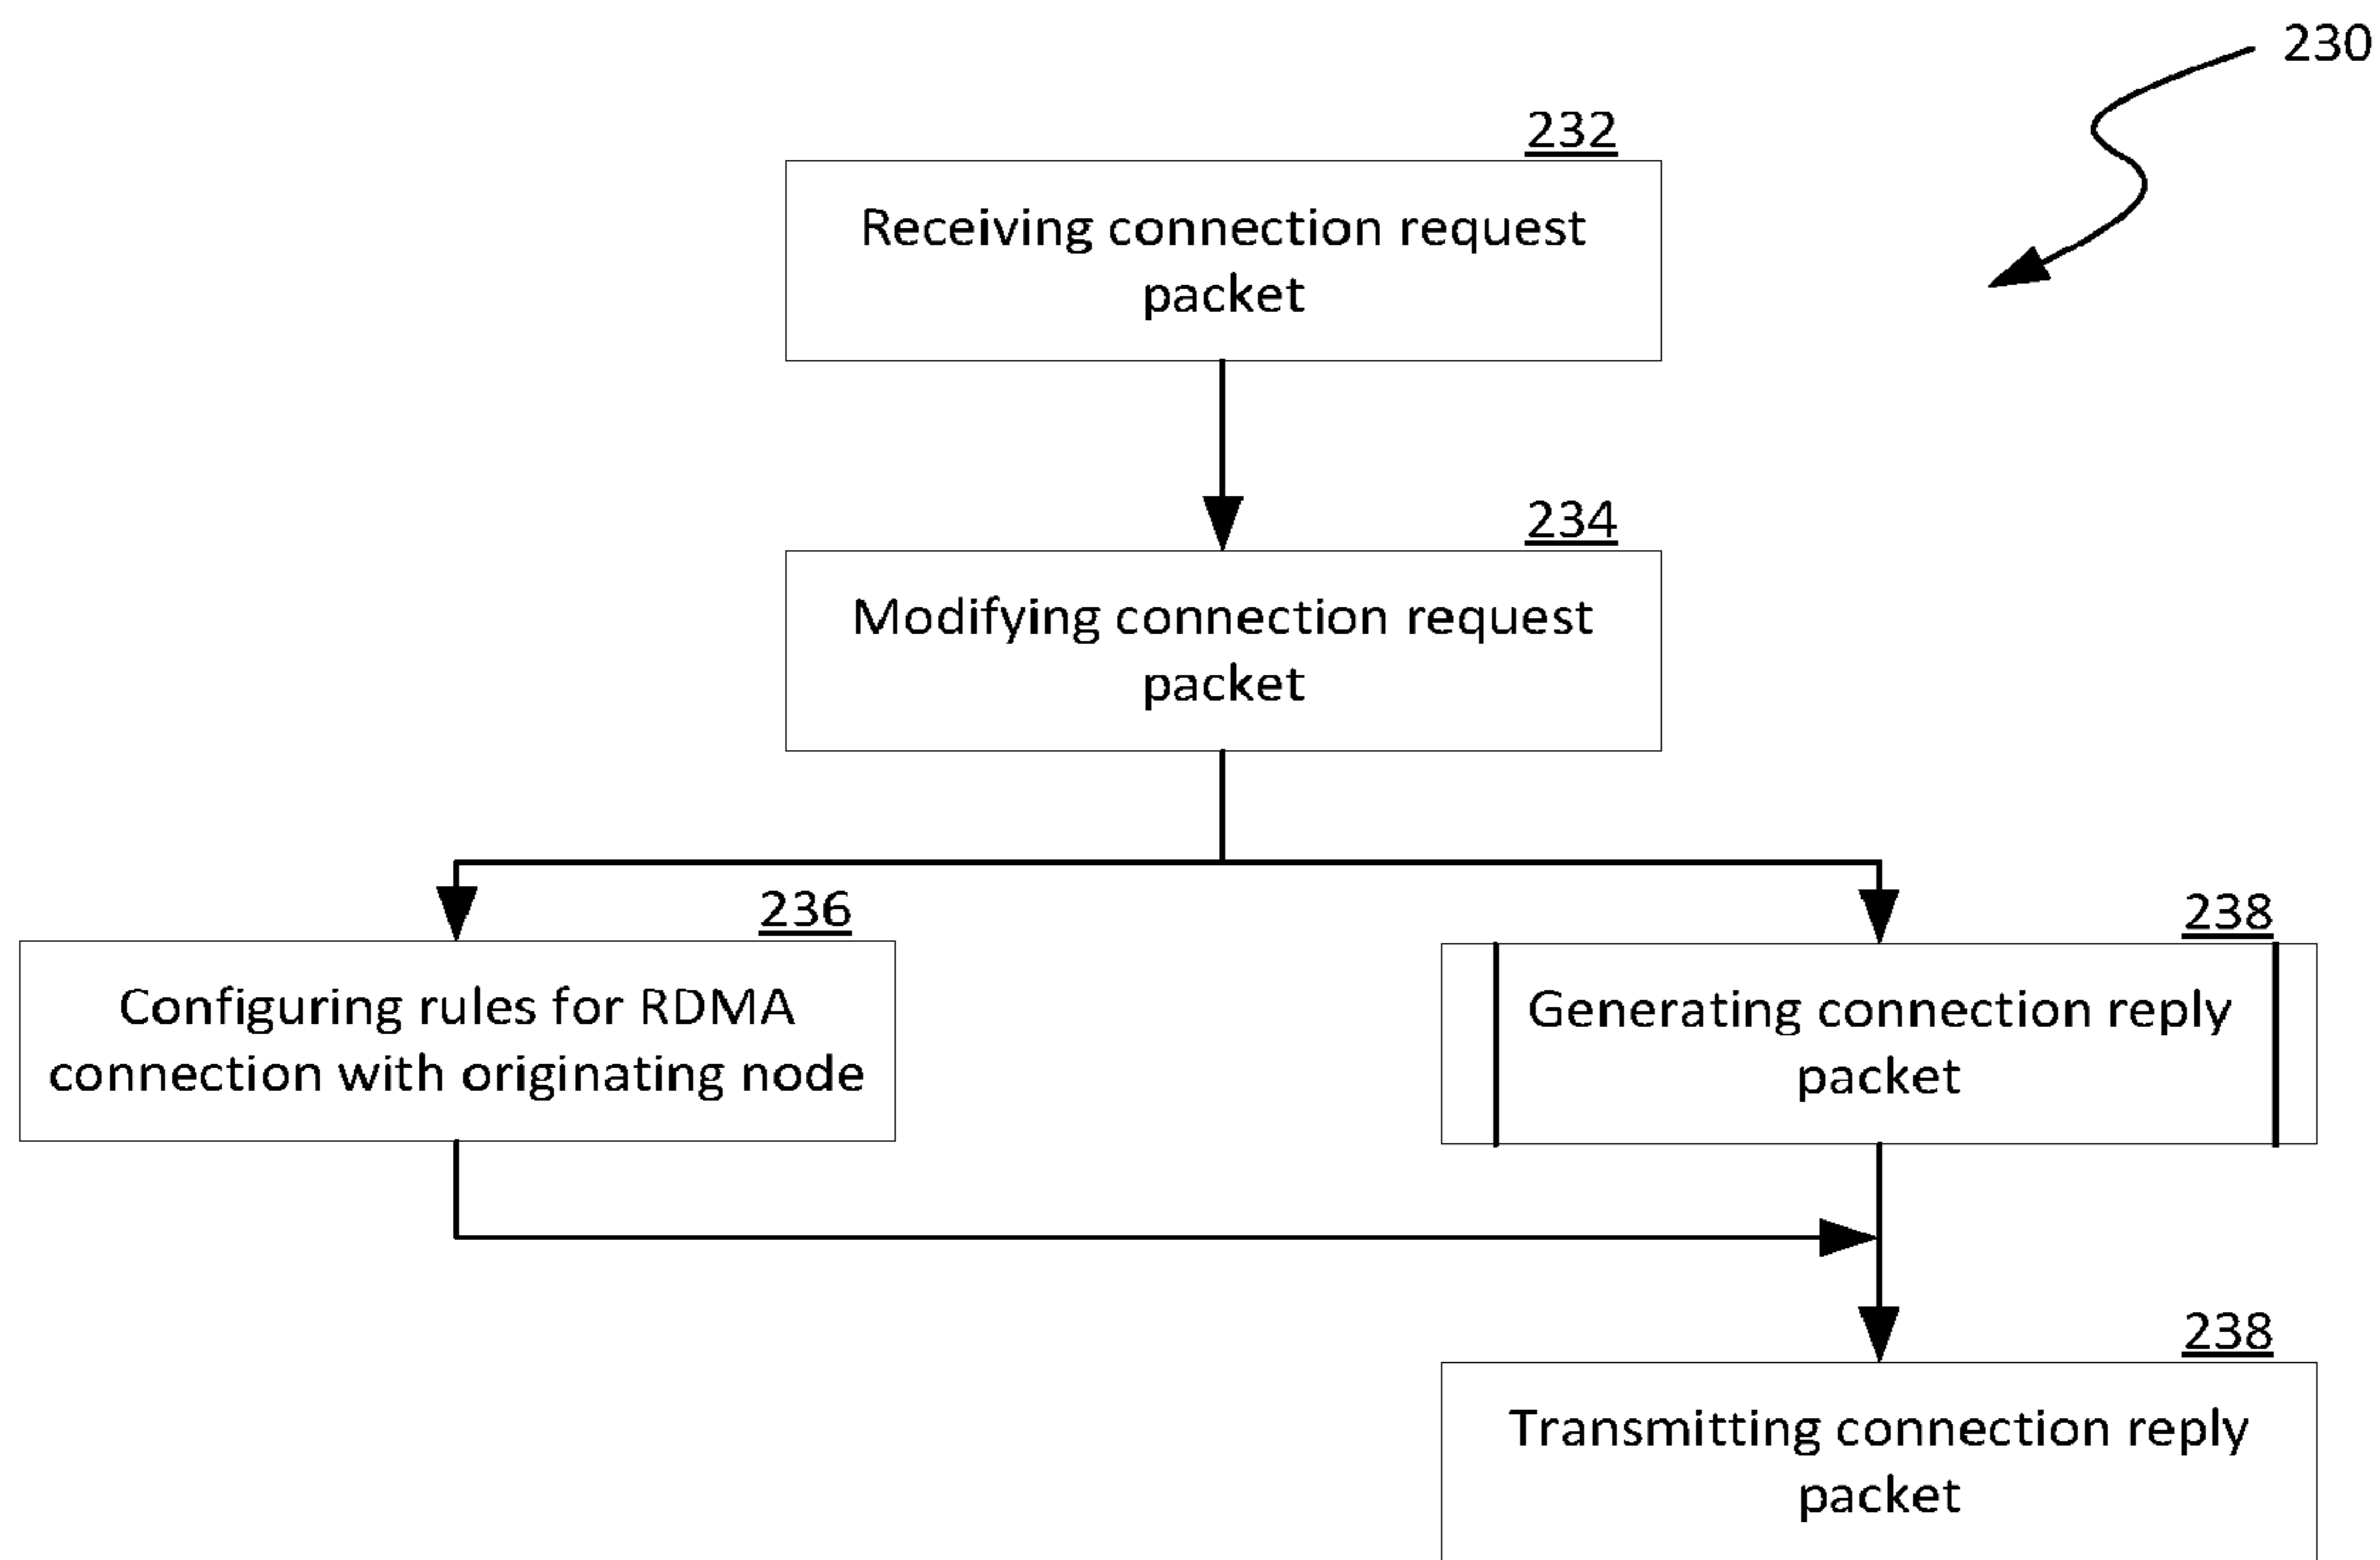 230
232
Receiving connection request
packet
234
Modifying connection request
packet
236
Configuring rules for RDMA
connection with originating node
238
Generating connection reply
packet
238
Transmitting connection reply
packet